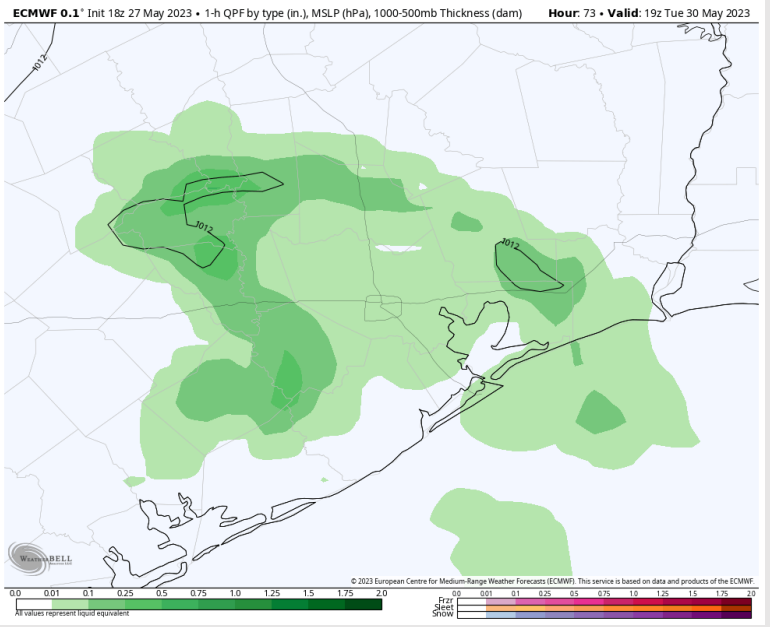 ECMWF 0.1° Init 18z 27 May 2023 • 1-h QPF by type (in.), MSLP (hPa), 1000-500mb Thickness (dam) Hour: 73 • Valid: 19z Tue 30 May 2023
1012
1012
1012
WEATHERBELL
© 2023 European Centre for Medium-Range Weather Forecasts (ECMWF). This service is based on data and products of the ECMWF.
0.0 0.01 0.1 0.25 0.5 0.75 1.0 1.25 1.5 1.75 2.0
All values represent liquid equivalent
0.0 0.01 0.1 0.25 0.5 0.75 1.0 1.25 1.5 1.75 2.0
Frzr
Sleet
Snow